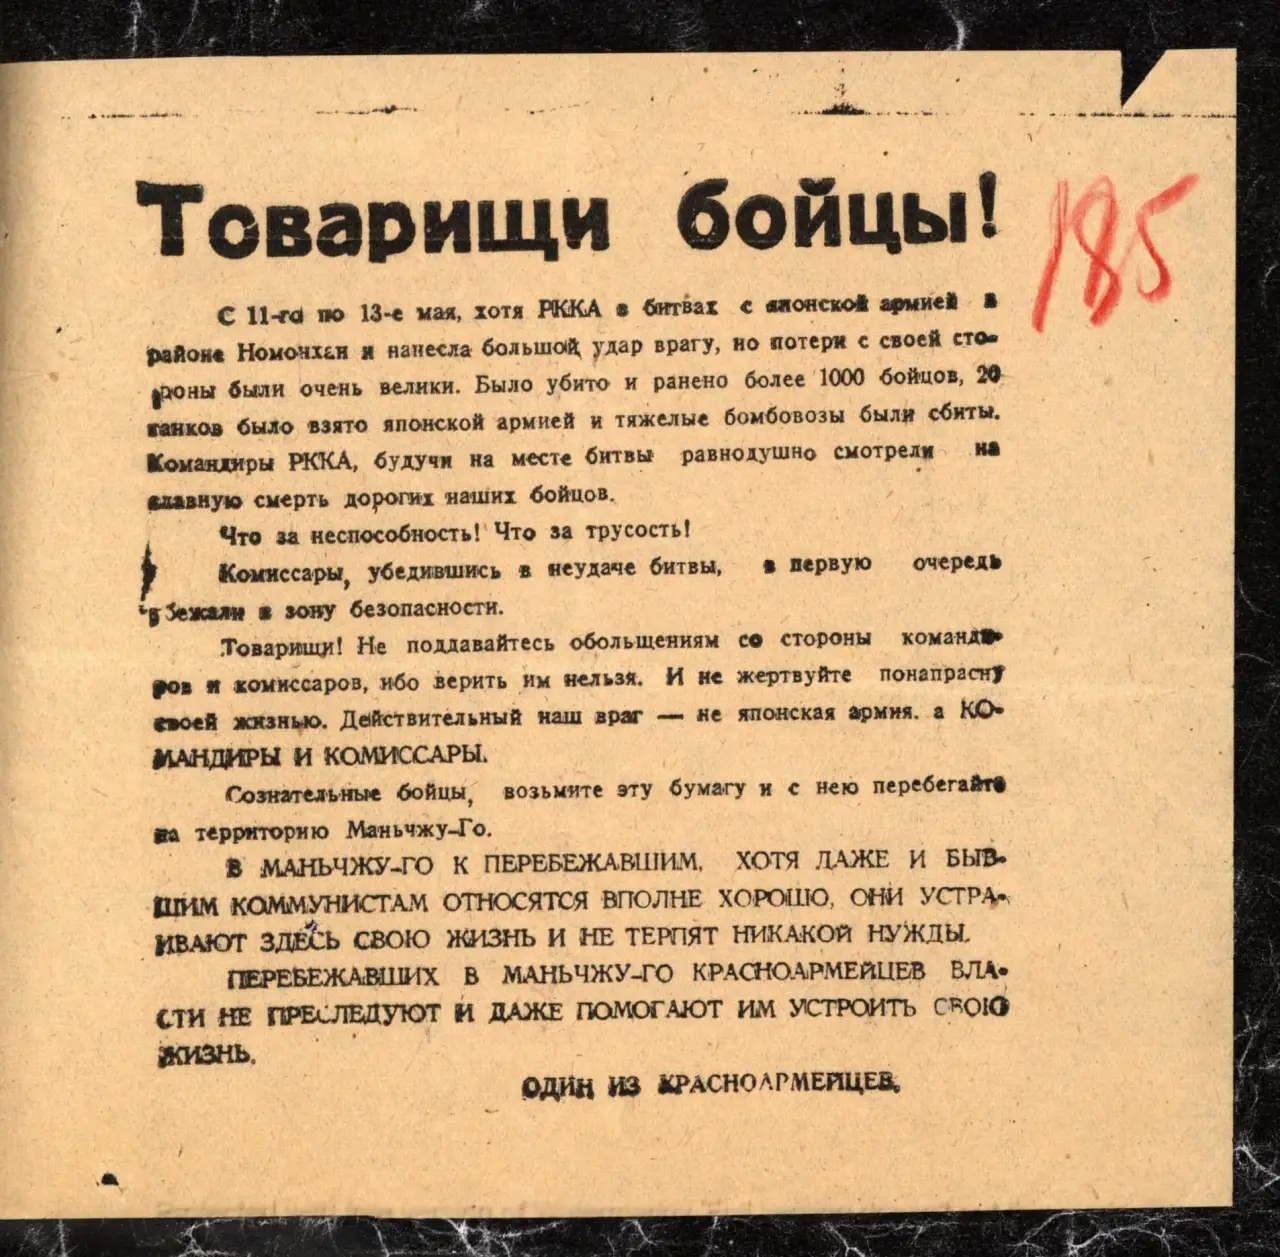 Товарищи бойцы!
185
С 11-го по 13-е мая, хотя РККА в битвах с японской армией в
районе Номонхан и нанесла большой удар врагу, но потери с своей сто-
роны были очень велики. Было убито и ранено более 1000 бойцов, 20
танков было взято японской армией и тяжелые бомбовозы были сбиты.
Командиры РККА, будучи на месте битвы равнодушно смотрели на
славную смерть дорогих наших бойцов.
Что за неспособность! Что за трусость!
Комиссары, убедившись в неудаче битвы, в первую очередь
убежали в зону безопасности.
Товарищи! Не поддавайтесь обольщениям со стороны команди-
ров и комиссаров, ибо верить им нельзя. И не жертвуйте понапрасну
своей жизнью. Действительный наш враг — не японская армия. а КО-
МАНДИРЫ И КОМИССАРЫ.
Сознательные бойцы, возьмите эту бумагу и с нею перебегайте
на территорию Маньчжу-Го.
В МАНЬЧЖУ-ГО К ПЕРЕБЕЖАВШИМ, ХОТЯ ДАЖЕ И БЫВ-
ШИМ КОММУНИСТАМ ОТНОСЯТСЯ ВПОЛНЕ ХОРОШО, ОНИ УСТРА-
ИВАЮТ ЗДЕСЬ СВОЮ ЖИЗНЬ И НЕ ТЕРПЯТ НИКАКОЙ НУЖДЫ.
ПЕРЕБЕЖАВШИХ В МАНЬЧЖУ-ГО КРАСНОАРМЕЙЦЕВ ВЛА-
СТИ НЕ ПРЕСЛЕДУЮТ И ДАЖЕ ПОМОГАЮТ ИМ УСТРОИТЬ СВОЮ
ЖИЗНЬ.
ОДИН ИЗ КРАСНОАРМЕЙЦЕВ.